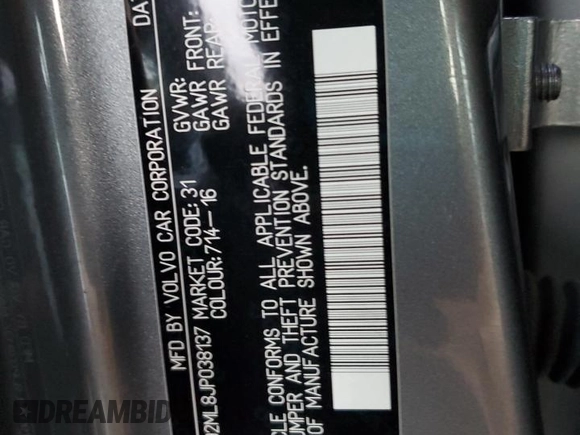 MFD BY VOLVO CAR CORPORATION DA
GVWR:
GAWR FRONT:
GAWR REAR
02ML8JP038137 MARKET CODE: 31
COLOUR: 714-16
CLE CONFORMS TO ALL APPLICABLE FEDERAL MOTO
UMPER AND THEFT PREVENTION STANDARDS IN EFFE
OF MANUFACTURE SHOWN ABOVE.
DREAMBID